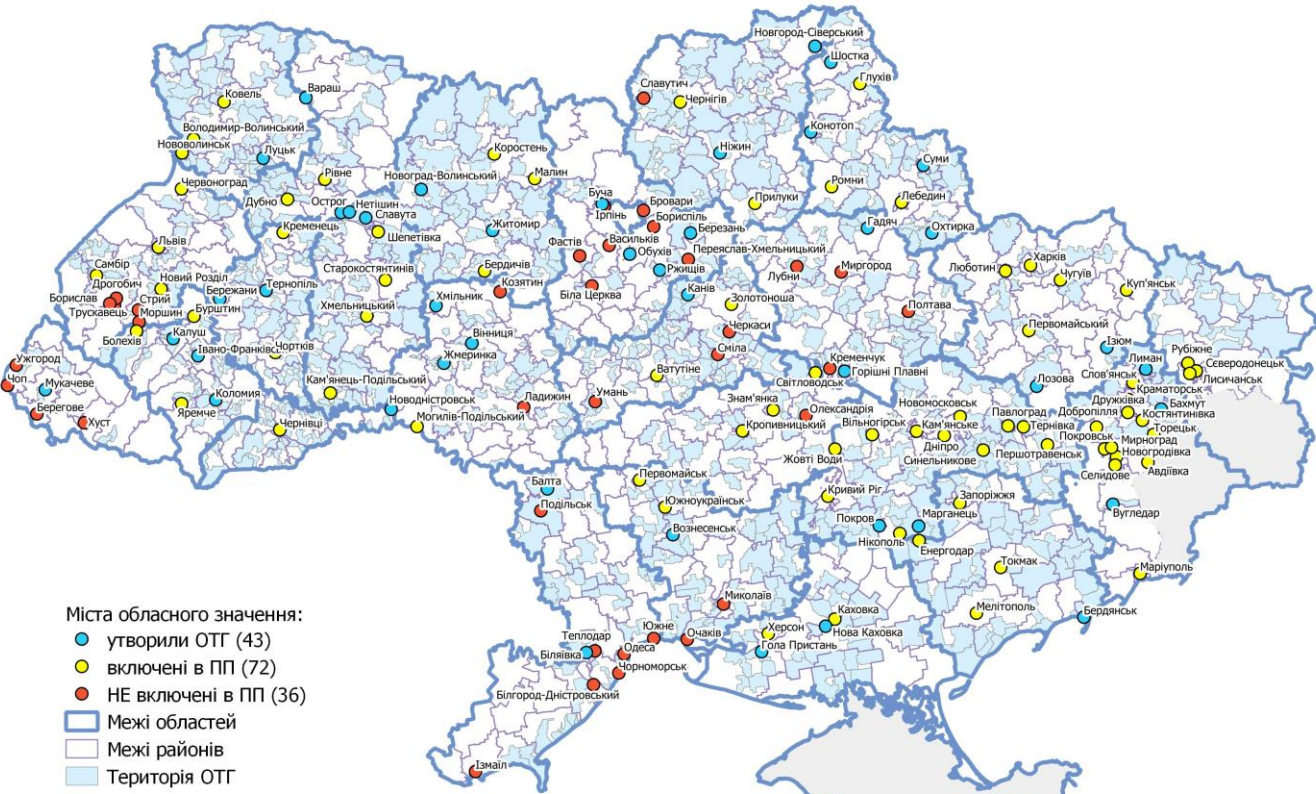 Новгород-Сіверський
Шостка
Глухів
Славутич
Чернігів
Ковель
Вараш
Конотоп
Володимир-Волинський
Нововолинськ
Луцьк
Коростень
Ніжин
Суми
Червоноград
Рівне
Новоград-Волинський
Малин
Ромни
Лебедин
Дубно
Острог
Нетішин
Славута
Буча
Ірпінь
Бровари
Бориспіль
Прилуки
Гадяч
Охтирка
Кременець
Шепетівка
Житомир
Фастів
Васильків
Березань
Обухів
Переяслав-Хмельницький
Львів
Самбір
Дрогобич
Новий Розділ
Бережани
Тернопіль
Старокостянтинів
Бердичів
Козятин
Ржищів
Лубни
Миргород
Люботин
Харків
Чугуїв
Борислав
Стрий
Трускавець
Моршин
Бурштин
Хмельницький
Хмільник
Біла Церква
Канів
Золотоноша
Полтава
Куп'янськ
Болехів
Калуш
Івано-Франківськ
Чортків
Вінниця
Жмеринка
Черкаси
Сміла
Первомайський
Ізюм
Ужгород
Чоп
Мукачеве
Берегове
Хуст
Яремче
Коломия
Кам'янець-Подільський
Новодністровськ
Ладижин
Умань
Ватутіне
Кременчук
Світловодськ
Горішні Плавні
Лозова
Лиман
Слов'янськ
Рубіжне
Сєверодонецьк
Лисичанськ
Краматорськ
Чернівці
Могилів-Подільський
Знам'янка
Олександрія
Новомосковськ
Павлоград
Добропілля
Дружківка
Бахмут
Костянтинівка
Кропивницький
Вільногірськ
Кам'янське
Тернівка
Торецьк
Жовті Води
Дніпро
Синельникове
Першотравенськ
Покровськ
Мирноград
Новогродівка
Селидове
Авдіївка
Балта
Подільськ
Первомайськ
Южноукраїнськ
Вознесенськ
Кривий Ріг
Запоріжжя
Покров
Марганець
Вугледар
Нікополь
Енергодар
Токмак
Маріуполь
Миколаїв
Каховка
Мелітополь
Бердянськ
Теплодар
Южне
Очаків
Херсон
Нова Каховка
Біляївка
Одеса
Гола Пристань
Чорноморськ
Білгород-Дністровський
Ізмаїл
Міста обласного значення:
утворили ОТГ (43)
включені в ПП (72)
НЕ включені в ПП (36)
Межі областей
Межі районів
Територія ОТГ